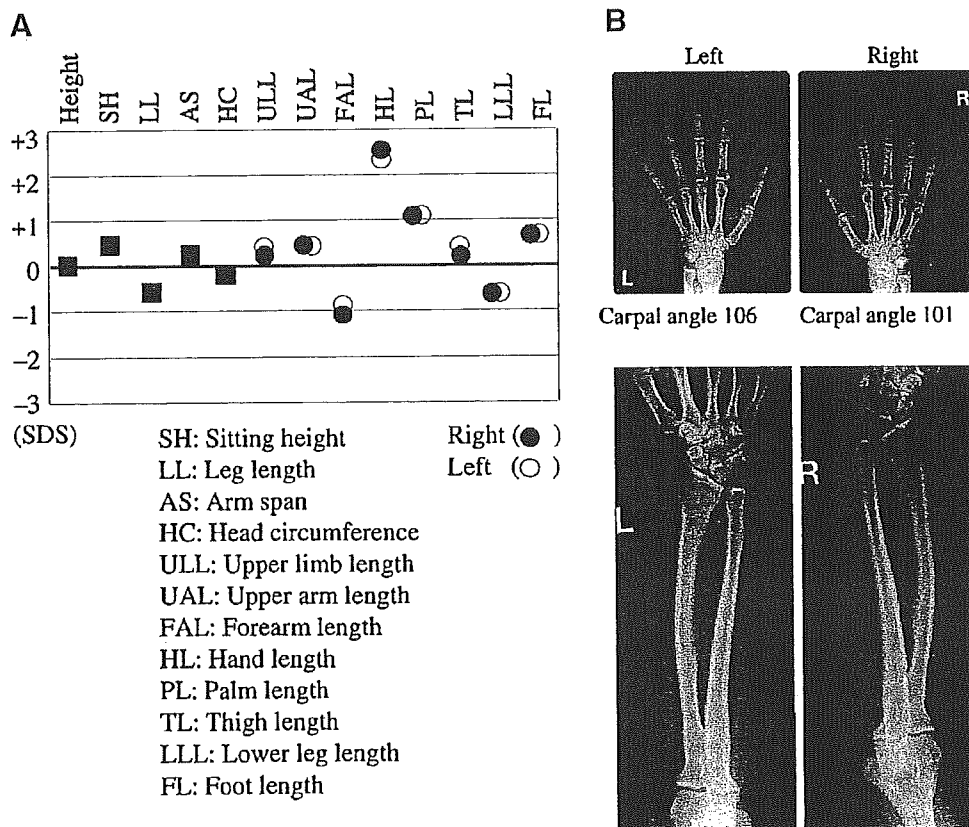 A
Height
SH
LL
AS
HC
ULL
UAL
FAL
HL
PL
TL
LLL
FL
+3
+2
+1
0
−1
−2
−3
(SDS)
SH: Sitting height
LL: Leg length
AS: Arm span
HC: Head circumference
ULL: Upper limb length
UAL: Upper arm length
FAL: Forearm length
HL: Hand length
PL: Palm length
TL: Thigh length
LLL: Lower leg length
FL: Foot length
Right (● )
Left (○ )
B
Left Right
R
L
Carpal angle 106 Carpal angle 101
L
R